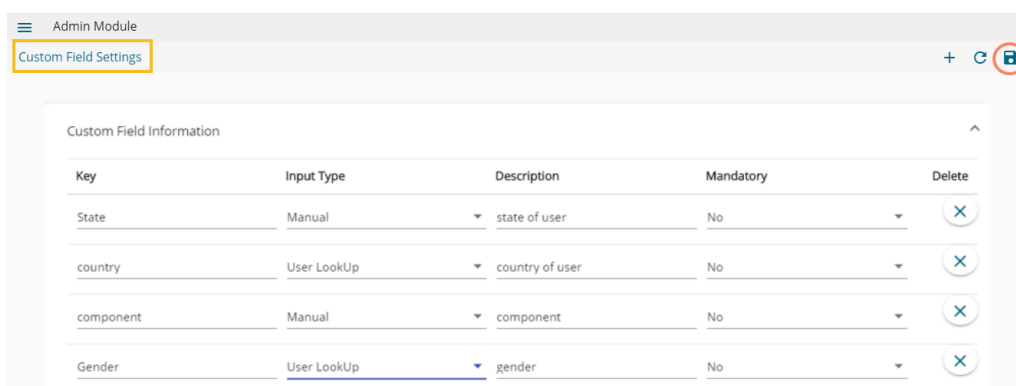 Admin Module
Custom Field Settings
Custom Field Information
Key Input Type Description Mandatory Delete
State Manual state of user No
country User LookUp country of user No
component Manual component No
Gender User LookUp gender No